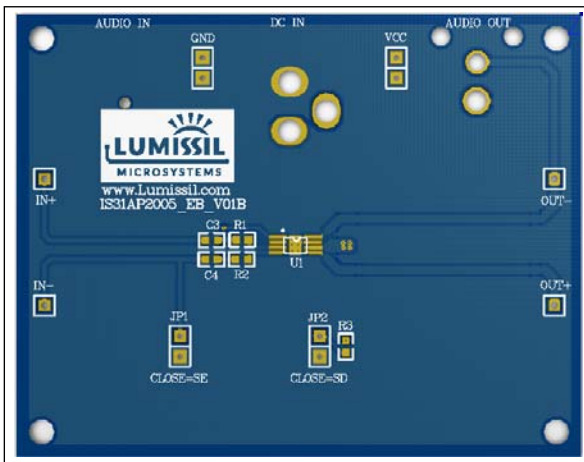 AUDIO IN
DC IN
AUDIO OUT
GND
VCC
LUMISSIL
MICROSYSTEMS
www.Lumissil.com
IS31AP2005_EB_V01B
IN+
OUT-
C3 R1
U1
C4 R2
IN-
OUT+
JP1
JP2
R3
CLOSE=SE
CLOSE=SD